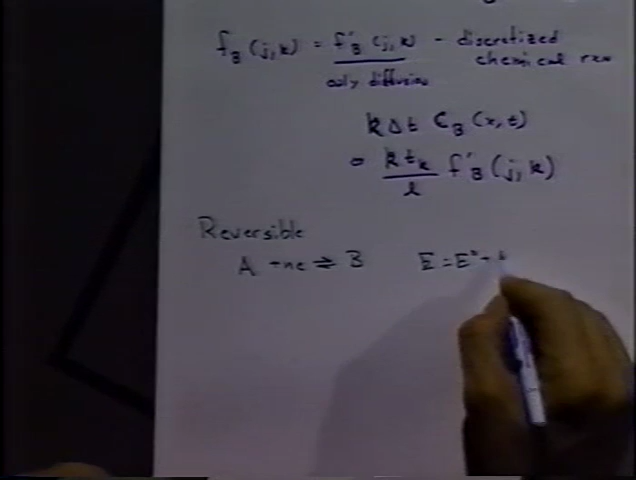 f_B (j,k) = f'_B (j,k) - discretized
chemical rxn
only diffusion
k Δt C_B (x,t)
= k t_k / l f'_B (j,k)
Reversible
A + ne ⇌ B E = E° +